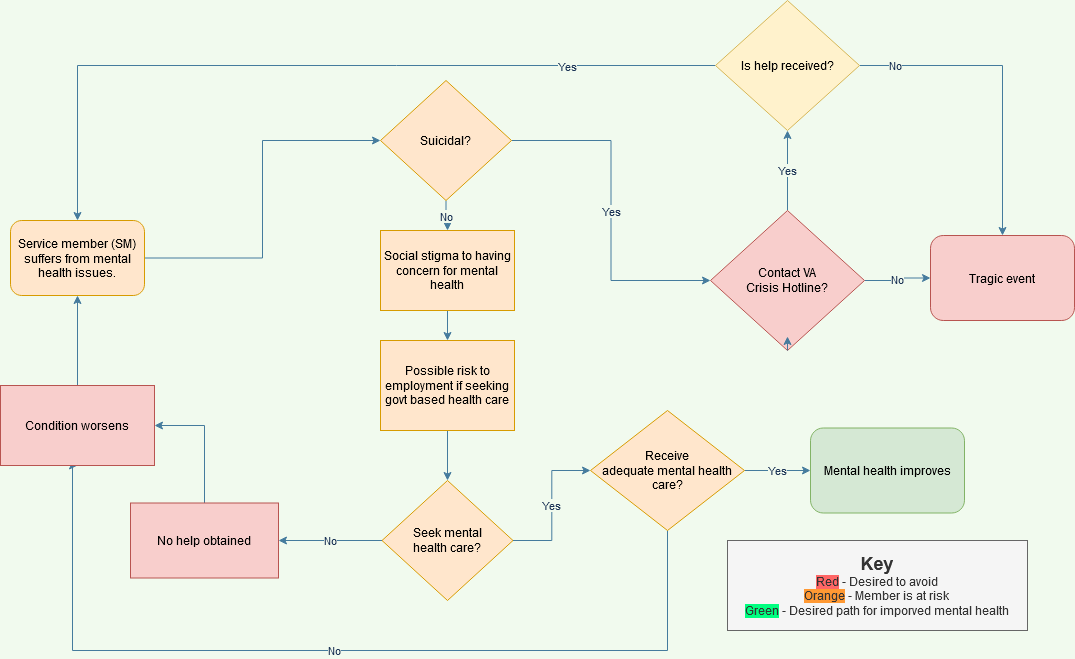 Is help received?
Yes
No
Suicidal?
Yes
No
Yes
Service member (SM)
suffers from mental
health issues.
Social stigma to having
concern for mental
health
Contact VA
Crisis Hotline?
No
Tragic event
Possible risk to
employment if seeking
govt based health care
Condition worsens
Receive
adequate mental health
care?
Yes
Mental health improves
Seek mental
health care?
Yes
No
No help obtained
No
Key
Red - Desired to avoid
Orange - Member is at risk
Green - Desired path for imporved mental health